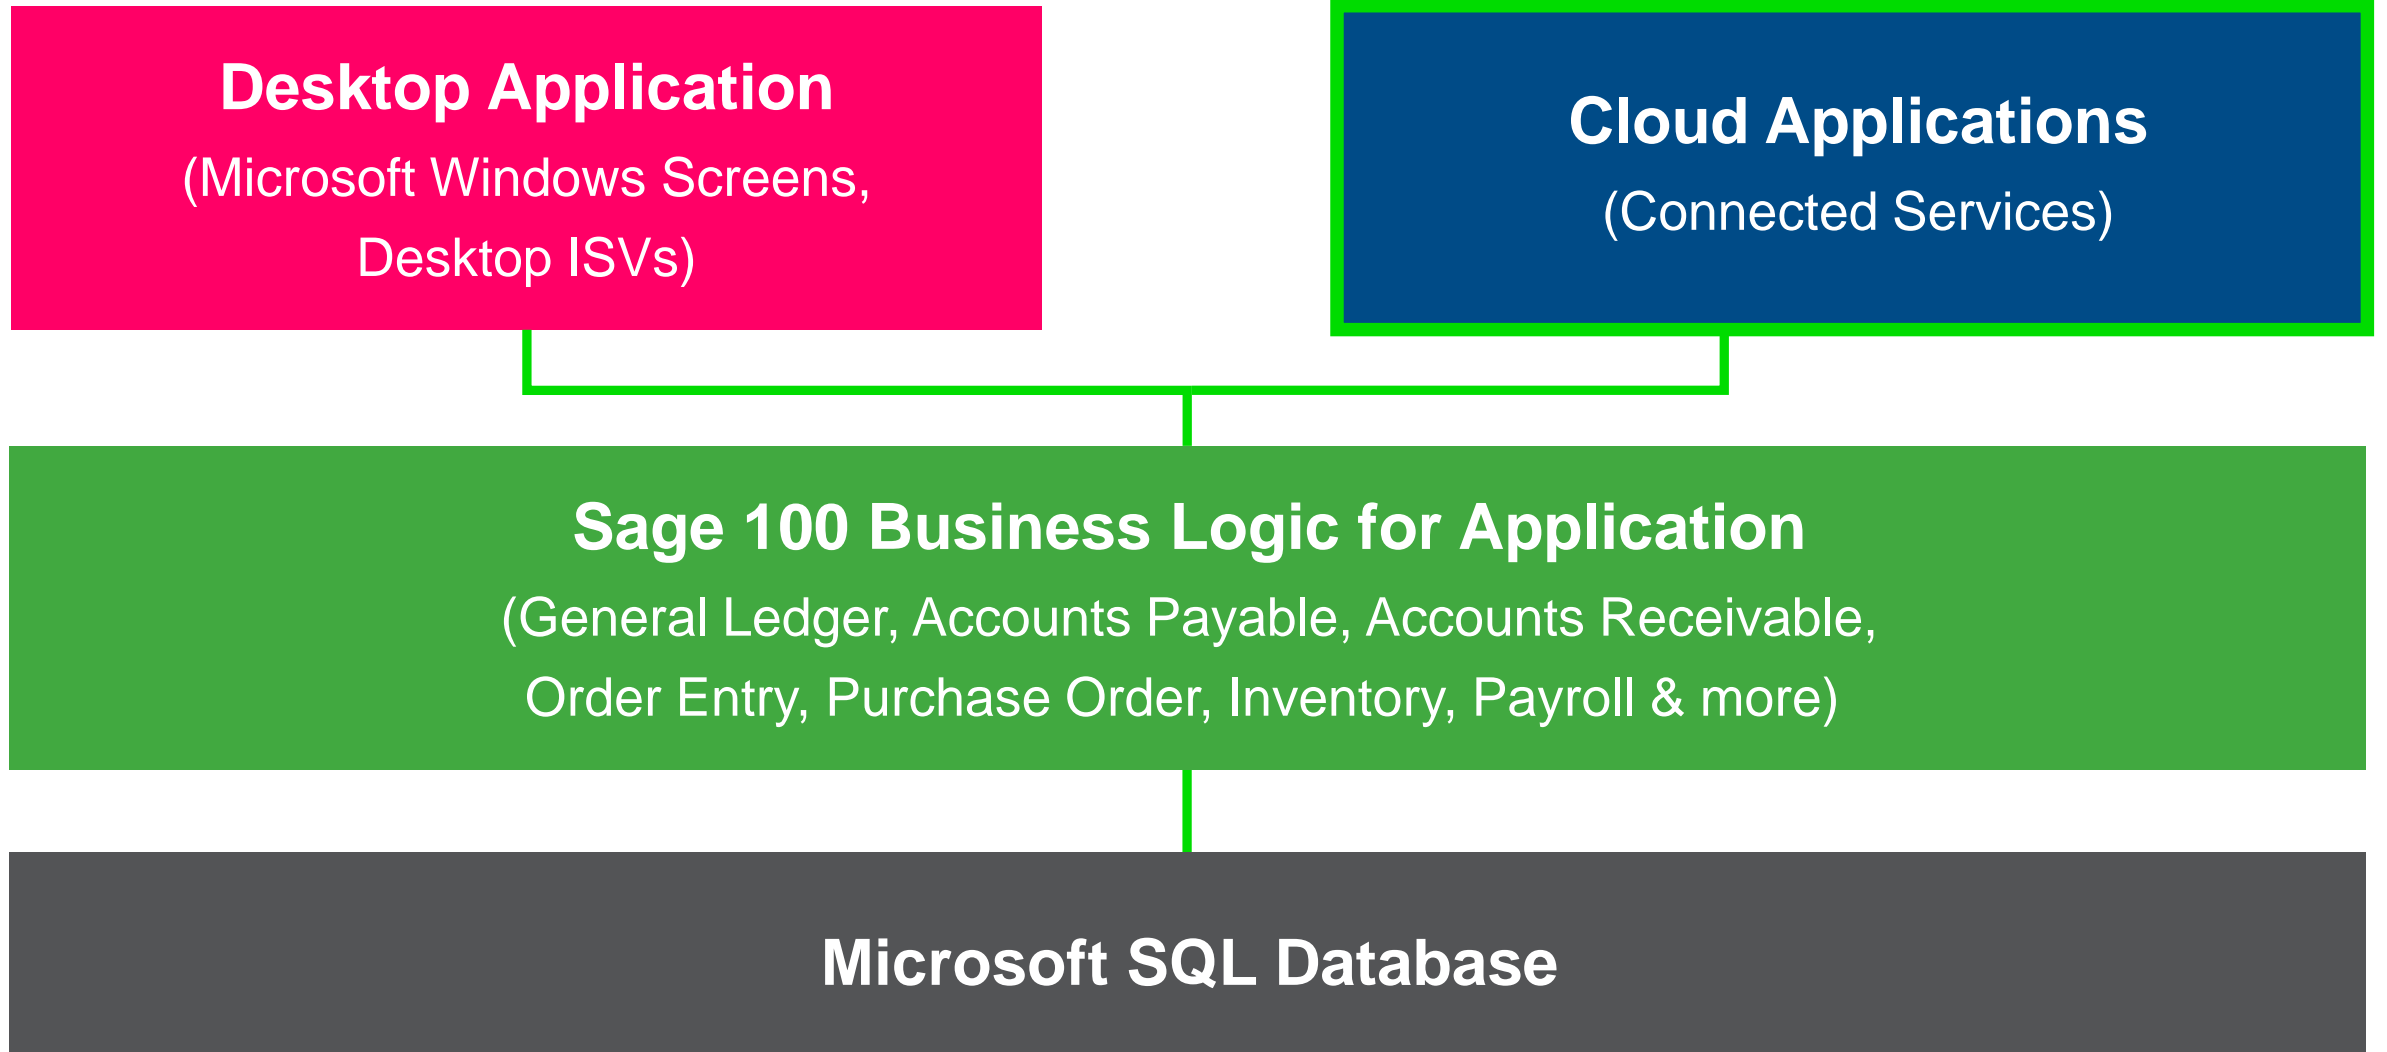 Desktop Application
(Microsoft Windows Screens,
Desktop ISVs)
Cloud Applications
(Connected Services)
Sage 100 Business Logic for Application
(General Ledger, Accounts Payable, Accounts Receivable,
Order Entry, Purchase Order, Inventory, Payroll & more)
Microsoft SQL Database